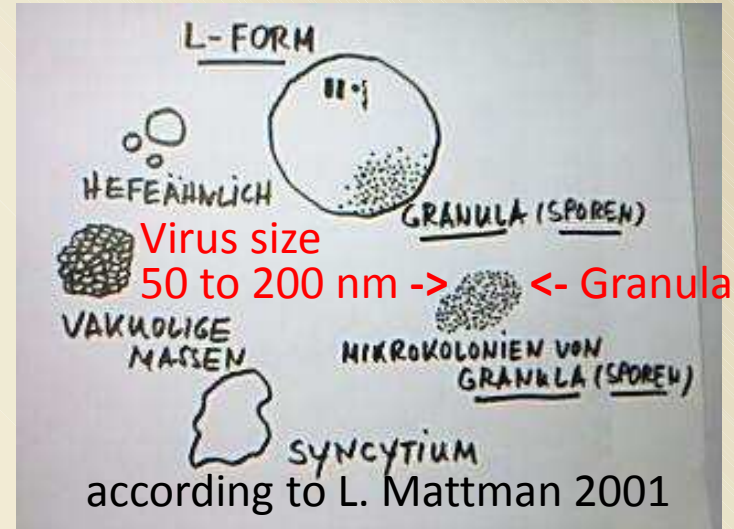 L-FORM
HEFEÄHNLICH
GRANULA (SPOREN)
Virus size
50 to 200 nm -> <- Granula
VAKUOLIGE
MASSEN
MIKROKOLONIEN VON
GRANULA (SPOREN)
SYNCYTIUM
according to L. Mattman 2001